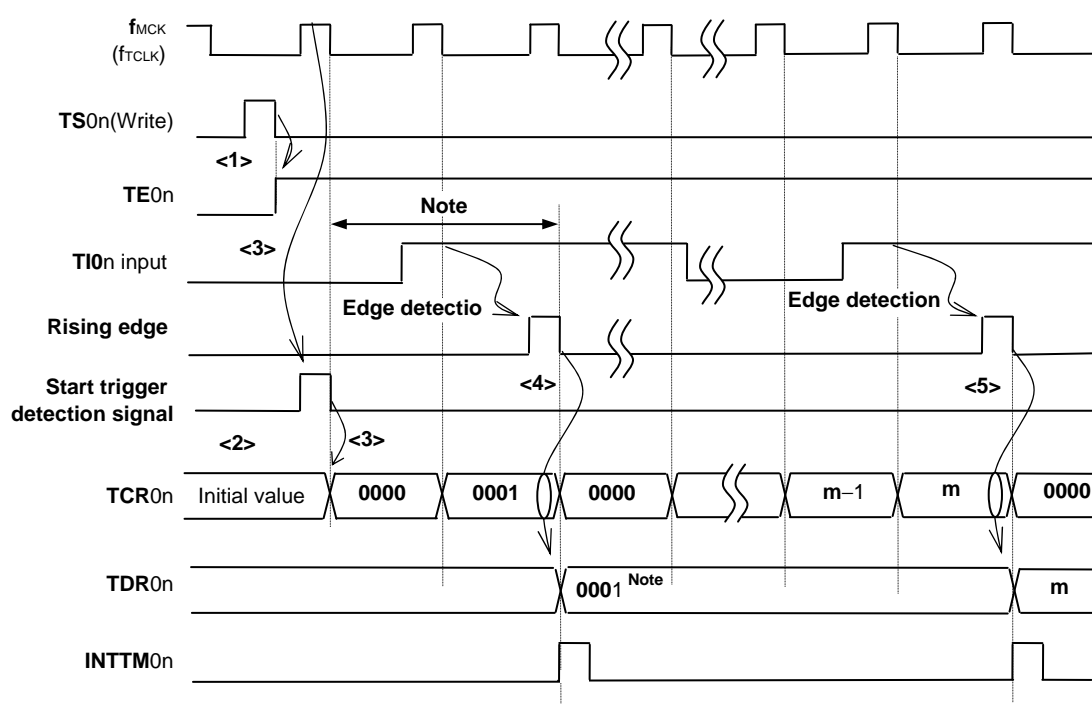 fMCK
(fTCLK)
TS0n(Write)
<1>
TE0n
Note
<3>
TI0n input
Edge detectio
Edge detection
Rising edge
<4>
<5>
Start trigger
detection signal
<2>
<3>
TCR0n
Initial value
0000
0001
0000
m−1
m
0000
TDR0n
0001 Note
m
INTTM0n